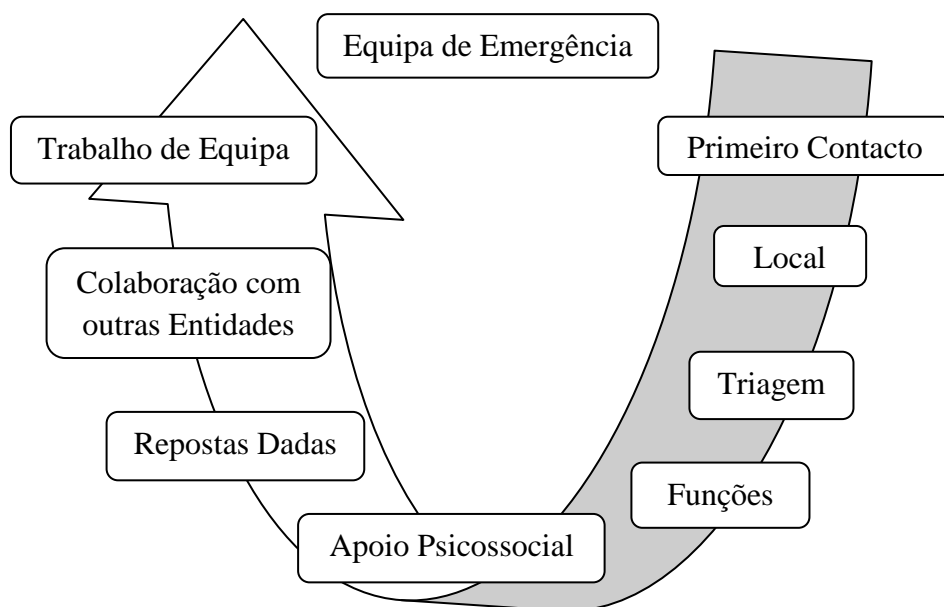 Equipa de Emergência
Trabalho de Equipa
Primeiro Contacto
Local
Colaboração com
outras Entidades
Triagem
Repostas Dadas
Funções
Apoio Psicossocial